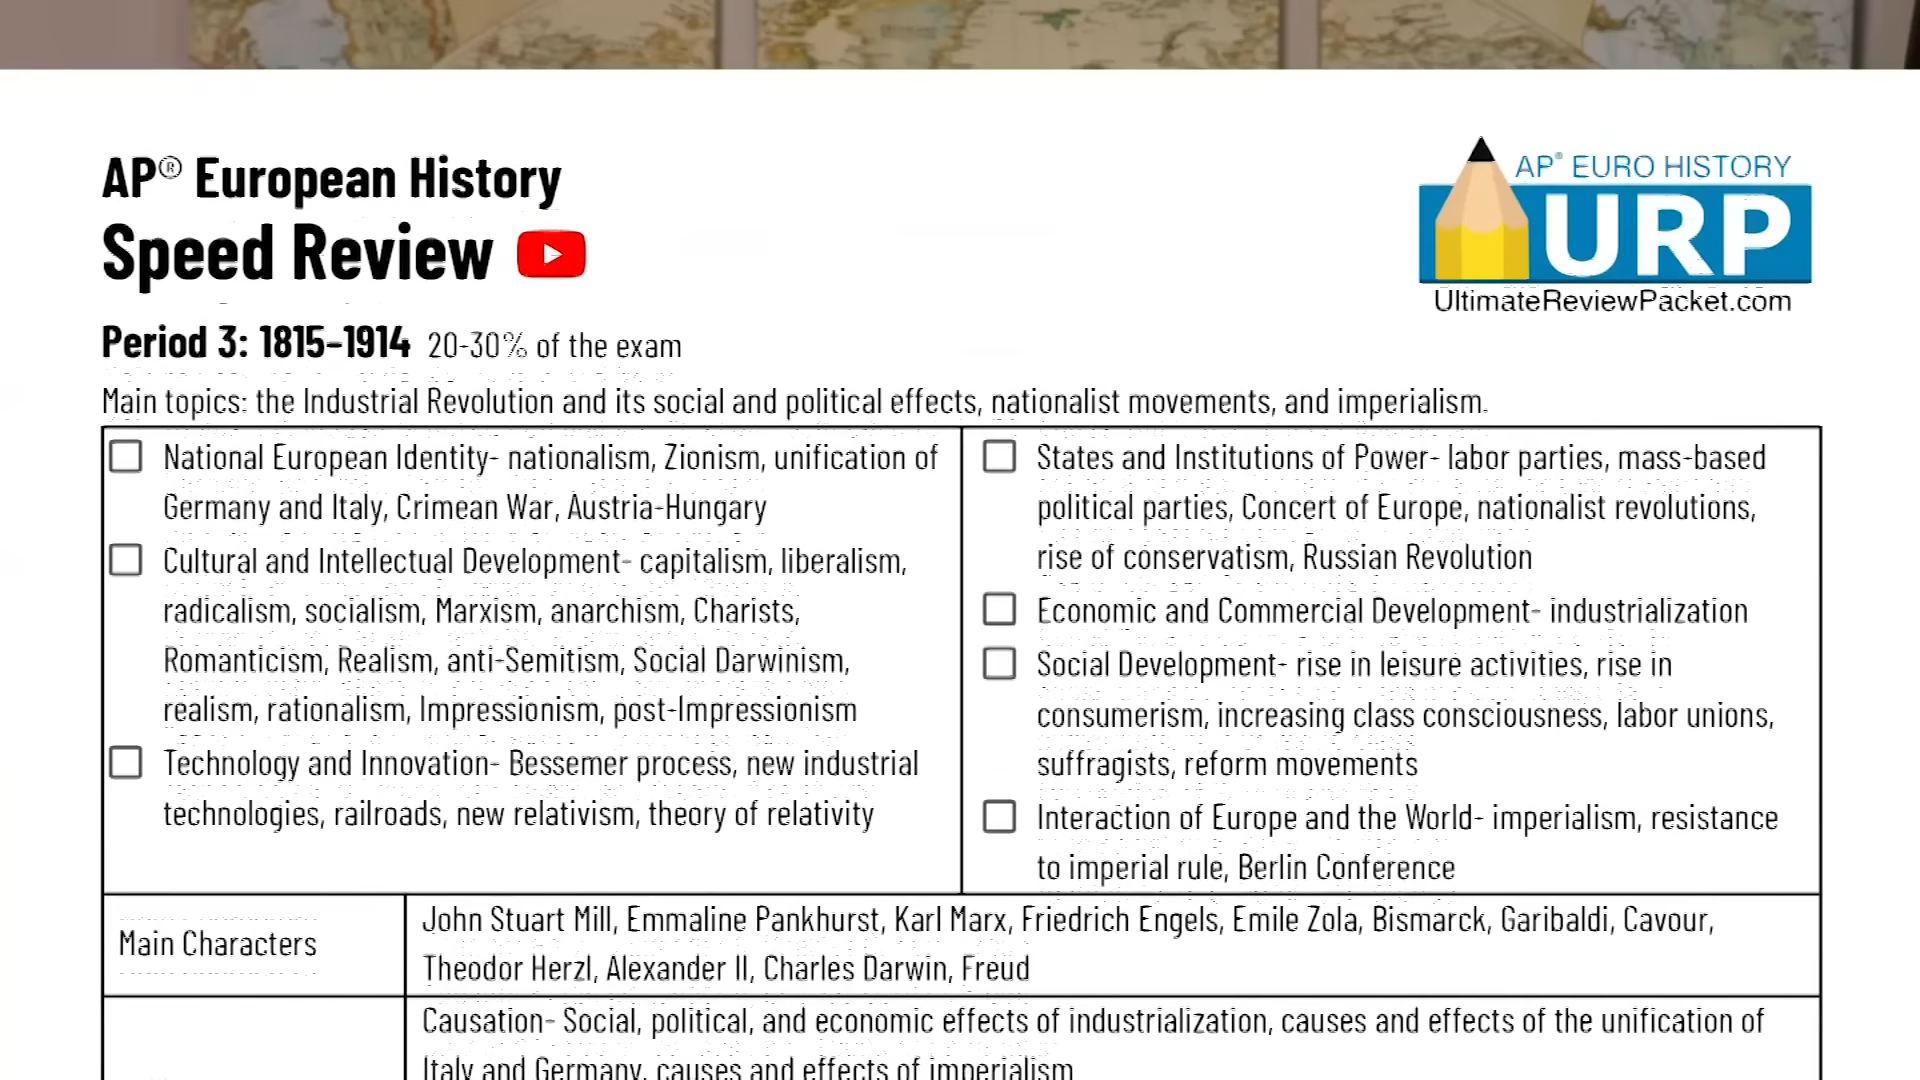 AP® European History
Speed Review
AP® EURO HISTORY
URP
UltimateReviewPacket.com
Period 3: 1815–1914 20-30% of the exam
Main topics: the Industrial Revolution and its social and political effects, nationalist movements, and imperialism.
National European Identity- nationalism, Zionism, unification of
Germany and Italy, Crimean War, Austria-Hungary
Cultural and Intellectual Development- capitalism, liberalism,
radicalism, socialism, Marxism, anarchism, Charists,
Romanticism, Realism, anti-Semitism, Social Darwinism,
realism, rationalism, Impressionism, post-Impressionism
Technology and Innovation- Bessemer process, new industrial
technologies, railroads, new relativism, theory of relativity
States and Institutions of Power- labor parties, mass-based
political parties, Concert of Europe, nationalist revolutions,
rise of conservatism, Russian Revolution
Economic and Commercial Development- industrialization
Social Development- rise in leisure activities, rise in
consumerism, increasing class consciousness, labor unions,
suffragists, reform movements
Interaction of Europe and the World- imperialism, resistance
to imperial rule, Berlin Conference
Main Characters
John Stuart Mill, Emmaline Pankhurst, Karl Marx, Friedrich Engels, Emile Zola, Bismarck, Garibaldi, Cavour,
Theodor Herzl, Alexander II, Charles Darwin, Freud
Causation- Social, political, and economic effects of industrialization, causes and effects of the unification of
Italy and Germany, causes and effects of imperialism